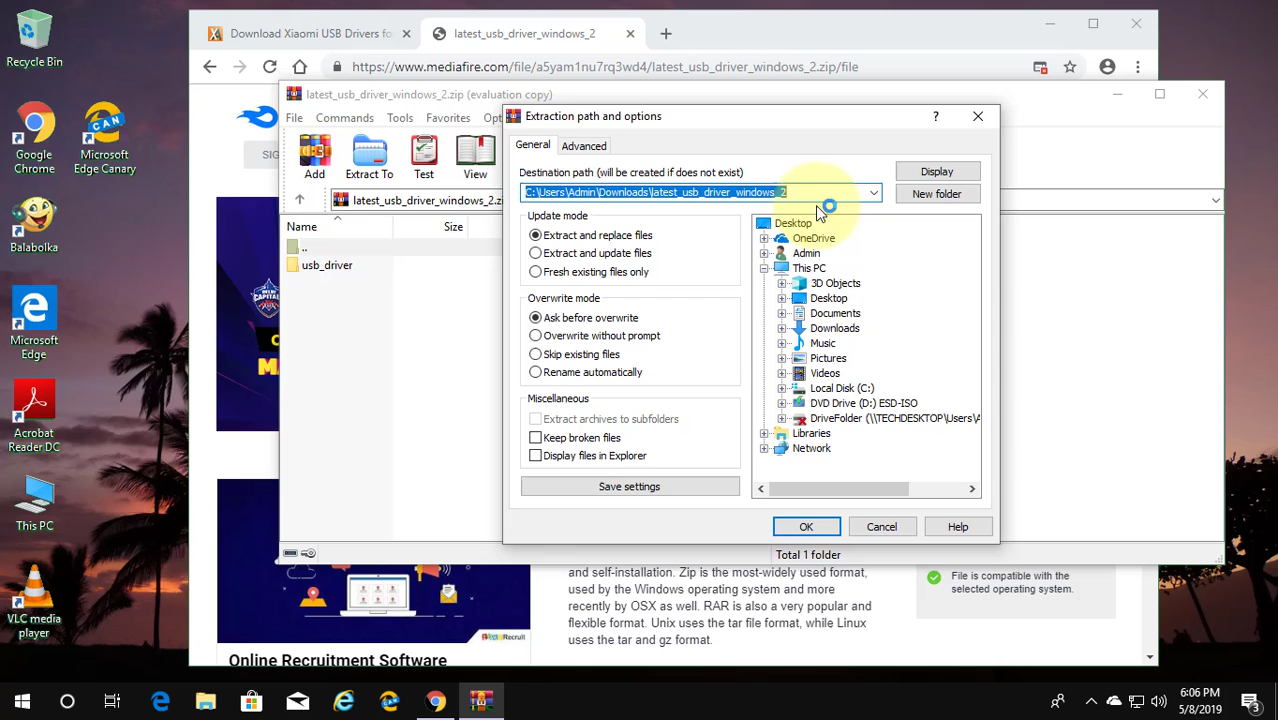 Recycle Bin
Google Chrome
Microsoft Edge Canary
Balabolka
Microsoft Edge
Acrobat Reader DC
This PC
VLC media player
Download Xiaomi USB Drivers fo
latest_usb_driver_windows_2
https://www.mediafire.com/file/a5yam1nu7rq3wd4/latest_usb_driver_windows_2.zip/file
latest_usb_driver_windows_2.zip (evaluation copy)
File Commands Tools Favorites Opt
Add Extract To Test View
latest_usb_driver_windows_2.z
Name Size
..
usb_driver
Total 1 folder
Extraction path and options
General Advanced
Destination path (will be created if does not exist)
C:\Users\Admin\Downloads\latest_usb_driver_windows_2
Display
New folder
Update mode
Extract and replace files
Extract and update files
Fresh existing files only
Overwrite mode
Ask before overwrite
Overwrite without prompt
Skip existing files
Rename automatically
Miscellaneous
Extract archives to subfolders
Keep broken files
Display files in Explorer
Save settings
Desktop
OneDrive
Admin
This PC
3D Objects
Desktop
Documents
Downloads
Music
Pictures
Videos
Local Disk (C:)
DVD Drive (D:) ESD-ISO
DriveFolder (\\TECHDESKTOP\Users\A
Libraries
Network
OK Cancel Help
SIG
DELHI CAPITALS
and self-installation. Zip is the most-widely used format,
used by the Windows operating system and more
recently by OSX as well. RAR is also a very popular and
flexible format. Unix uses the tar file format, while Linux
uses the tar and gz format.
File is compatible with the
selected operating system.
Online Recruitment Software
6:06 PM
5/8/2019
3